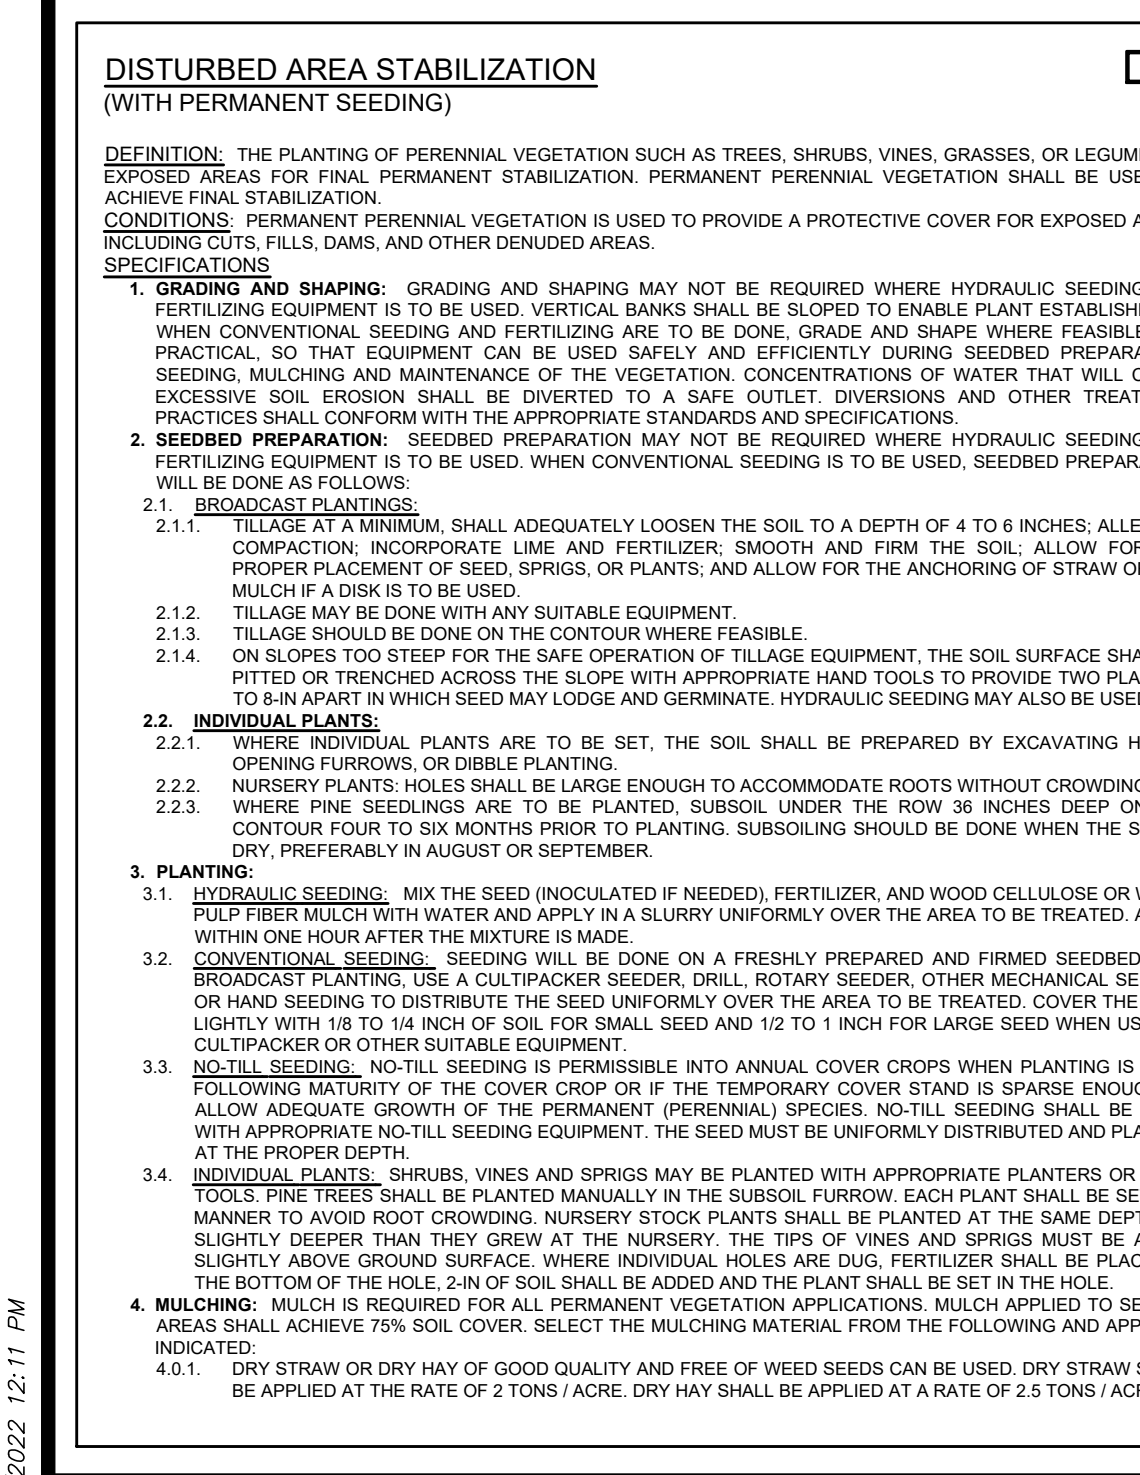 DISTURBED AREA STABILIZATION
(WITH PERMANENT SEEDING)
DEFINITION: THE PLANTING OF PERENNIAL VEGETATION SUCH AS TREES, SHRUBS, VINES, GRASSES, OR
EXPOSED AREAS FOR FINAL PERMANENT STABILIZATION. PERMANENT PERENNIAL VEGETATION SHALL BE
ACHIEVE FINAL STABILIZATION.
CONDITIONS: PERMANENT PERENNIAL VEGETATION IS USED TO PROVIDE A PROTECTIVE COVER FOR EXPOSED
INCLUDING CUTS, FILLS, DAMS, AND OTHER DENUDED AREAS.
SPECIFICATIONS
1. GRADING AND SHAPING: GRADING AND SHAPING MAY NOT BE REQUIRED WHERE HYDRAULIC SEEDING
FERTILIZING EQUIPMENT IS TO BE USED. VERTICAL BANKS SHALL BE SLOPED TO ENABLE PLANT
WHEN CONVENTIONAL SEEDING AND FERTILIZING ARE TO BE DONE, GRADE AND SHAPE WHERE FEASIBLE
PRACTICAL, SO THAT EQUIPMENT CAN BE USED SAFELY AND EFFICIENTLY DURING SEEDBED
SEEDING, MULCHING AND MAINTENANCE OF THE VEGETATION. CONCENTRATIONS OF WATER THAT WILL
EXCESSIVE SOIL EROSION SHALL BE DIVERTED TO A SAFE OUTLET. DIVERSIONS AND OTHER
PRACTICES SHALL CONFORM WITH THE APPROPRIATE STANDARDS AND SPECIFICATIONS.
2. SEEDBED PREPARATION: SEEDBED PREPARATION MAY NOT BE REQUIRED WHERE HYDRAULIC SEEDING
FERTILIZING EQUIPMENT IS TO BE USED. WHEN CONVENTIONAL SEEDING IS TO BE USED, SEEDBED
WILL BE DONE AS FOLLOWS:
2.1. BROADCAST PLANTINGS:
2.1.1. TILLAGE AT A MINIMUM, SHALL ADEQUATELY LOOSEN THE SOIL TO A DEPTH OF 4 TO 6 INCHES;
COMPACTION; INCORPORATE LIME AND FERTILIZER; SMOOTH AND FIRM THE SOIL; ALLOW FOR
PROPER PLACEMENT OF SEED, SPRIGS, OR PLANTS; AND ALLOW FOR THE ANCHORING OF STRAW OR
MULCH IF A DISK IS TO BE USED.
2.1.2. TILLAGE MAY BE DONE WITH ANY SUITABLE EQUIPMENT.
2.1.3. TILLAGE SHOULD BE DONE ON THE CONTOUR WHERE FEASIBLE.
2.1.4. ON SLOPES TOO STEEP FOR THE SAFE OPERATION OF TILLAGE EQUIPMENT, THE SOIL SURFACE
PITTED OR TRENCHED ACROSS THE SLOPE WITH APPROPRIATE HAND TOOLS TO PROVIDE TWO
TO 8-IN APART IN WHICH SEED MAY LODGE AND GERMINATE. HYDRAULIC SEEDING MAY ALSO BE USED
2.2. INDIVIDUAL PLANTS:
2.2.1. WHERE INDIVIDUAL PLANTS ARE TO BE SET, THE SOIL SHALL BE PREPARED BY EXCAVATING
OPENING FURROWS, OR DIBBLE PLANTING.
2.2.2. NURSERY PLANTS: HOLES SHALL BE LARGE ENOUGH TO ACCOMMODATE ROOTS WITHOUT CROWDING
2.2.3. WHERE PINE SEEDLINGS ARE TO BE PLANTED, SUBSOIL UNDER THE ROW 36 INCHES DEEP ON
CONTOUR FOUR TO SIX MONTHS PRIOR TO PLANTING. SUBSOILING SHOULD BE DONE WHEN THE
DRY, PREFERABLY IN AUGUST OR SEPTEMBER.
3. PLANTING:
3.1. HYDRAULIC SEEDING: MIX THE SEED (INOCULATED IF NEEDED), FERTILIZER, AND WOOD CELLULOSE OR
PULP FIBER MULCH WITH WATER AND APPLY IN A SLURRY UNIFORMLY OVER THE AREA TO BE TREATED.
WITHIN ONE HOUR AFTER THE MIXTURE IS MADE.
3.2. CONVENTIONAL SEEDING: SEEDING WILL BE DONE ON A FRESHLY PREPARED AND FIRMED SEEDBED
BROADCAST PLANTING, USE A CULTIPACKER SEEDER, DRILL, ROTARY SEEDER, OTHER MECHANICAL
OR HAND SEEDING TO DISTRIBUTE THE SEED UNIFORMLY OVER THE AREA TO BE TREATED. COVER THE
LIGHTLY WITH 1/8 TO 1/4 INCH OF SOIL FOR SMALL SEED AND 1/2 TO 1 INCH FOR LARGE SEED WHEN
CULTIPACKER OR OTHER SUITABLE EQUIPMENT.
3.3. NO-TILL SEEDING: NO-TILL SEEDING IS PERMISSIBLE INTO ANNUAL COVER CROPS WHEN PLANTING IS
FOLLOWING MATURITY OF THE COVER CROP OR IF THE TEMPORARY COVER STAND IS SPARSE
ALLOW ADEQUATE GROWTH OF THE PERMANENT (PERENNIAL) SPECIES. NO-TILL SEEDING SHALL BE
WITH APPROPRIATE NO-TILL SEEDING EQUIPMENT. THE SEED MUST BE UNIFORMLY DISTRIBUTED AND
AT THE PROPER DEPTH.
3.4. INDIVIDUAL PLANTS: SHRUBS, VINES AND SPRIGS MAY BE PLANTED WITH APPROPRIATE PLANTERS OR
TOOLS. PINE TREES SHALL BE PLANTED MANUALLY IN THE SUBSOIL FURROW. EACH PLANT SHALL BE
MANNER TO AVOID ROOT CROWDING. NURSERY STOCK PLANTS SHALL BE PLANTED AT THE SAME
SLIGHTLY DEEPER THAN THEY GREW AT THE NURSERY. THE TIPS OF VINES AND SPRIGS MUST BE
SLIGHTLY ABOVE GROUND SURFACE. WHERE INDIVIDUAL HOLES ARE DUG, FERTILIZER SHALL BE
THE BOTTOM OF THE HOLE, 2-IN OF SOIL SHALL BE ADDED AND THE PLANT SHALL BE SET IN THE HOLE.
4. MULCHING: MULCH IS REQUIRED FOR ALL PERMANENT VEGETATION APPLICATIONS. MULCH APPLIED TO
AREAS SHALL ACHIEVE 75% SOIL COVER. SELECT THE MULCHING MATERIAL FROM THE FOLLOWING AND
INDICATED:
4.0.1. DRY STRAW OR DRY HAY OF GOOD QUALITY AND FREE OF WEED SEEDS CAN BE USED. DRY STRAW
BE APPLIED AT THE RATE OF 2 TONS / ACRE. DRY HAY SHALL BE APPLIED AT A RATE OF 2.5 TONS /
2022 12:11 PM